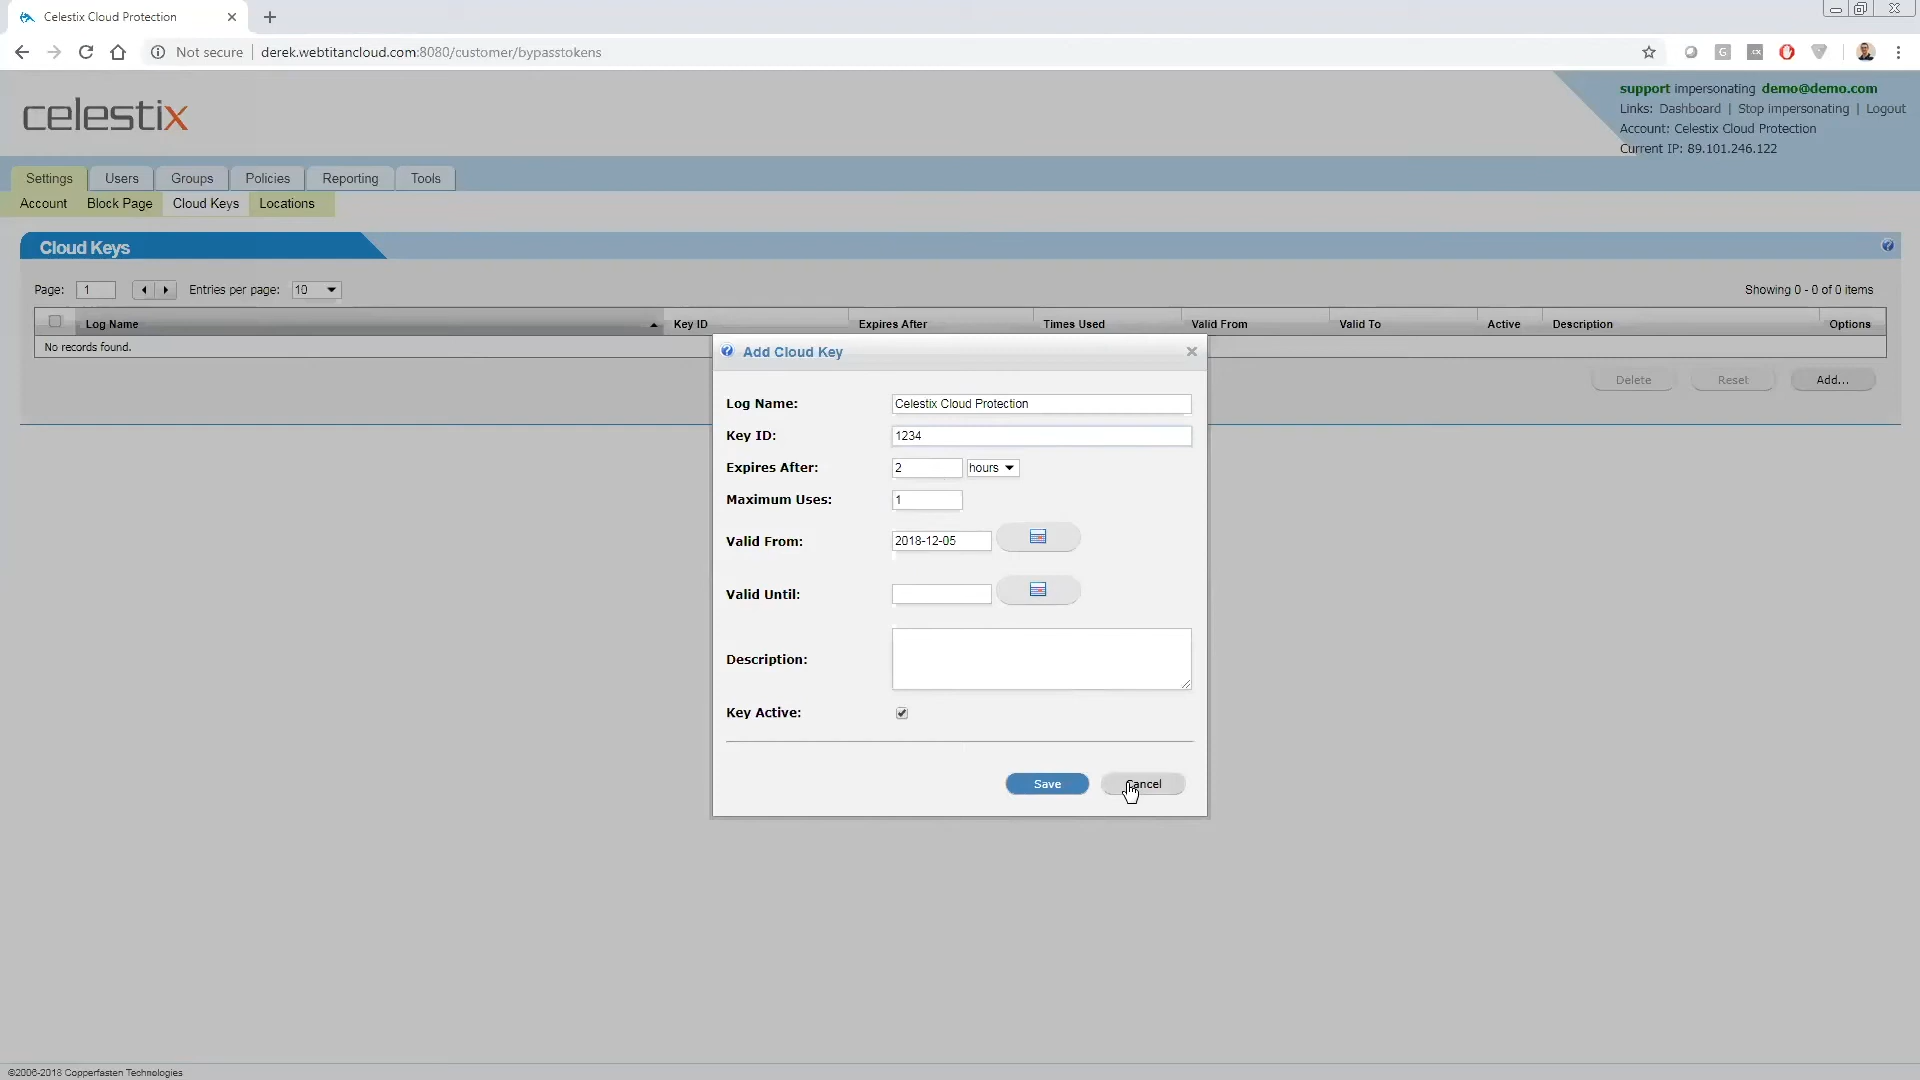 Celestix Cloud Protection
Not secure derek.webtitancloud.com:8080/customer/bypasstokens
celestix
support impersonating demo@demo.com
Links: Dashboard | Stop impersonating | Logout
Account: Celestix Cloud Protection
Current IP: 89.101.246.122
Settings Users Groups Policies Reporting Tools
Account Block Page Cloud Keys Locations
Cloud Keys
Page: 1 Entries per page: 10 Showing 0 - 0 of 0 items
Log Name Key ID Expires After Times Used Valid From Valid To Active Description Options
No records found.
Delete Reset Add...
Add Cloud Key
Log Name: Celestix Cloud Protection
Key ID: 1234
Expires After: 2 hours
Maximum Uses: 1
Valid From: 2018-12-05
Valid Until:
Description:
Key Active:
Save Cancel
©2006-2018 Copperfasten Technologies